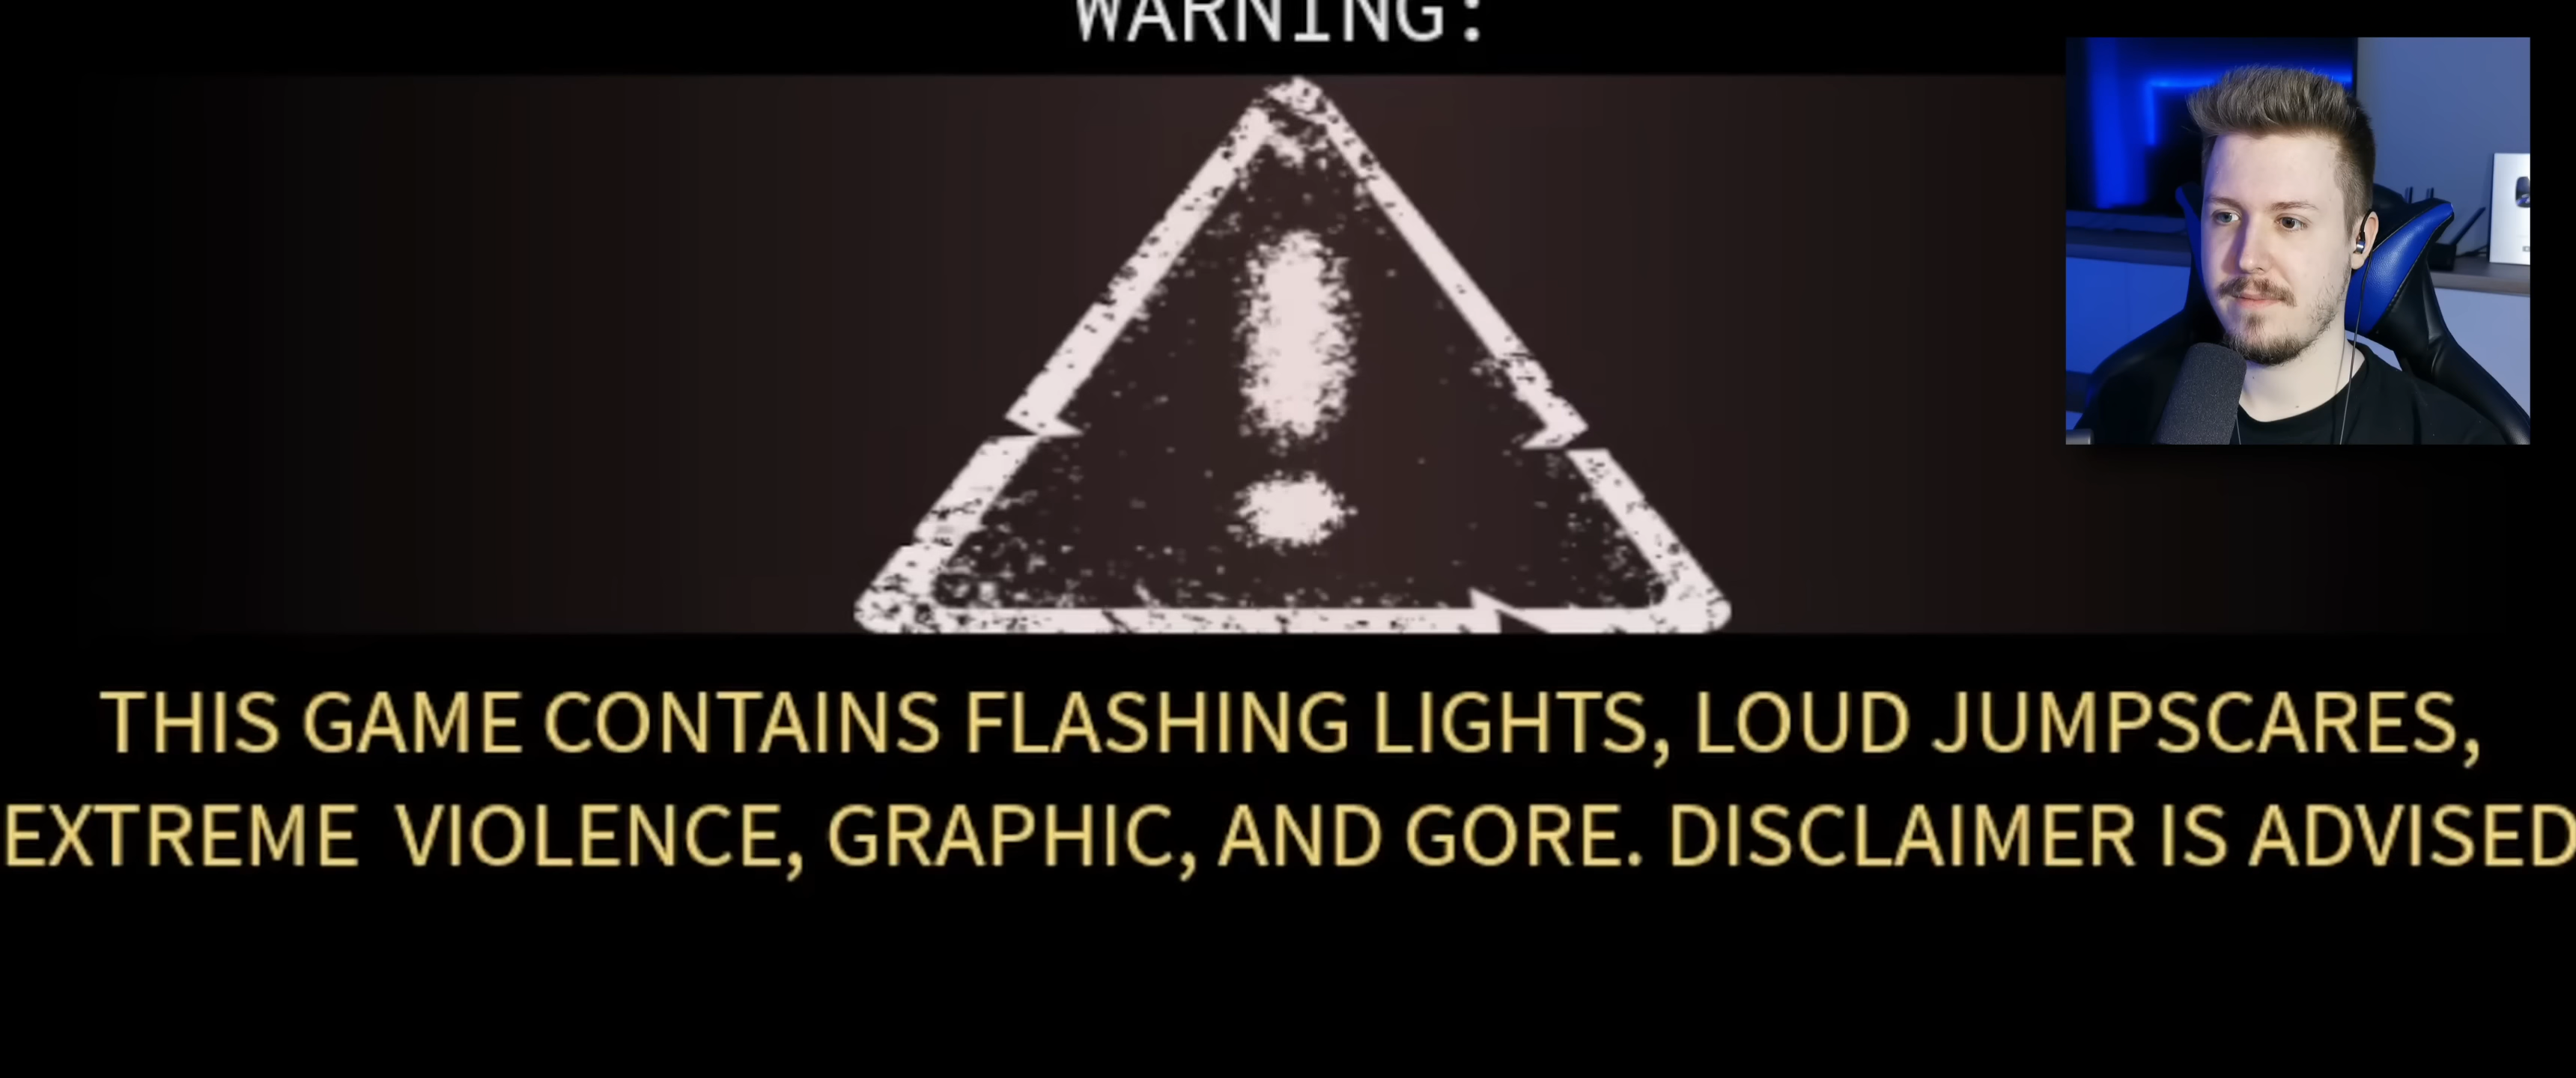 WARNING:
THIS GAME CONTAINS FLASHING LIGHTS, LOUD JUMPSCARES,
EXTREME VIOLENCE, GRAPHIC, AND GORE. DISCLAIMER IS ADVISED